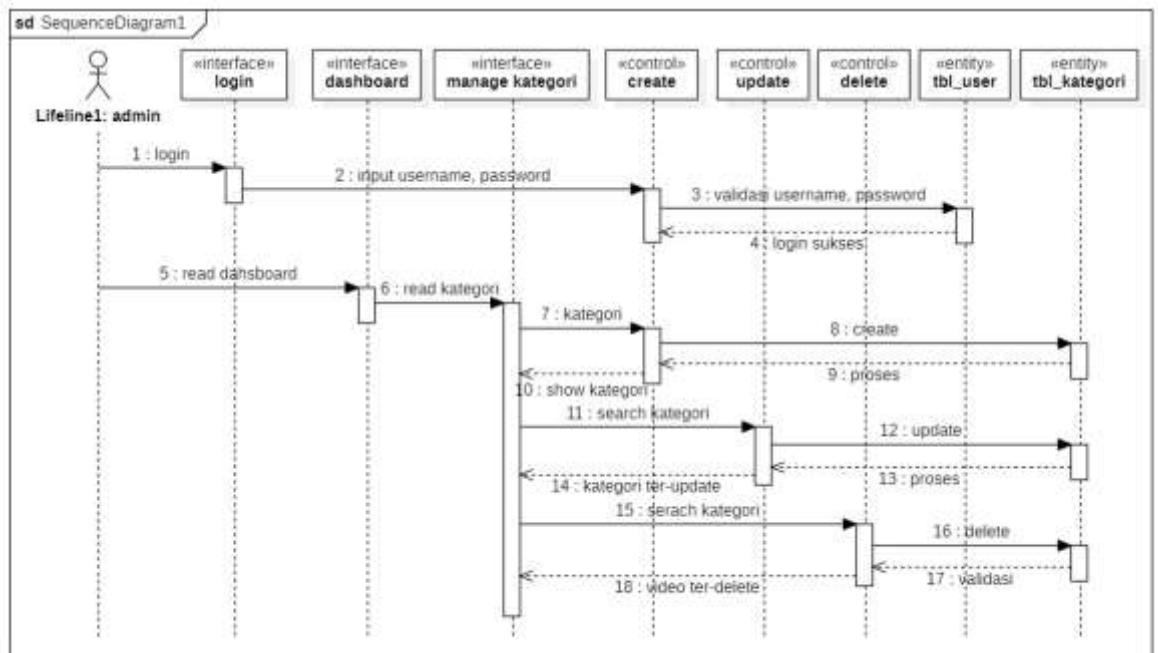 sd SequenceDiagram1
«interface» login
«interface» dashboard
«interface» manage kategori
«control» create
«control» update
«control» delete
«entity» tbl_user
«entity» tbl_kategori
Lifeline1: admin
1 : login
2 : input username, password
3 : validasi username, password
4 : login sukses
5 : read dahsboard
6 : read kategori
7 : kategori
8 : create
9 : proses
10 : show kategori
11 : search kategori
12 : update
13 : proses
14 : kategori ter-update
15 : serach kategori
16 : delete
17 : validasi
18 : video ter-delete